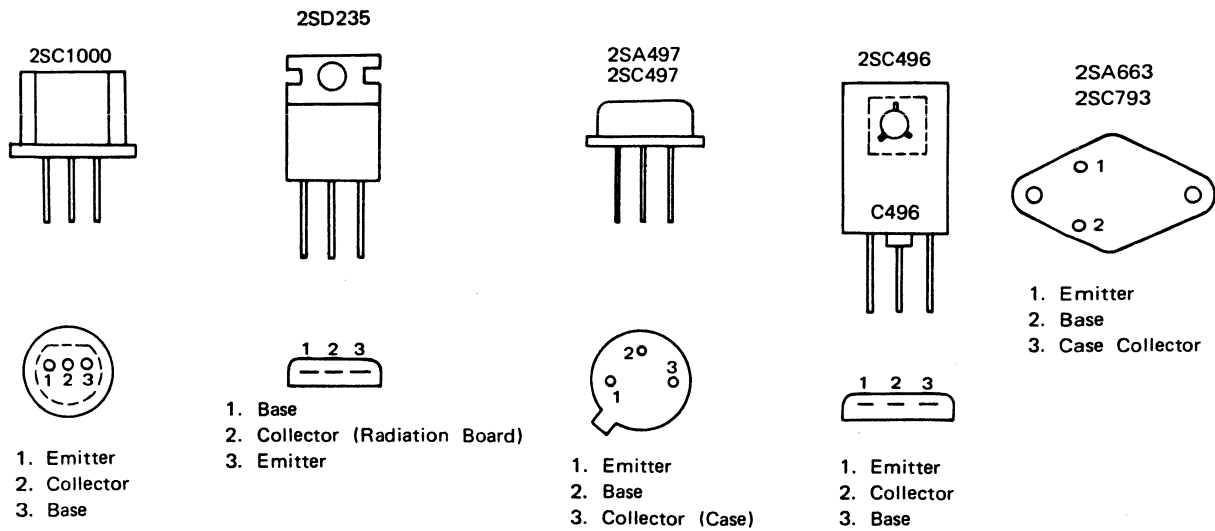 2SC1000
1 2 3
1. Emitter
2. Collector
3. Base
2SD235
1 2 3
1. Base
2. Collector (Radiation Board)
3. Emitter
2SA497
2SC497
2
3
1
1. Emitter
2. Base
3. Collector (Case)
2SC496
C496
1 2 3
1. Emitter
2. Collector
3. Base
2SA663
2SC793
1
2
1. Emitter
2. Base
3. Case Collector